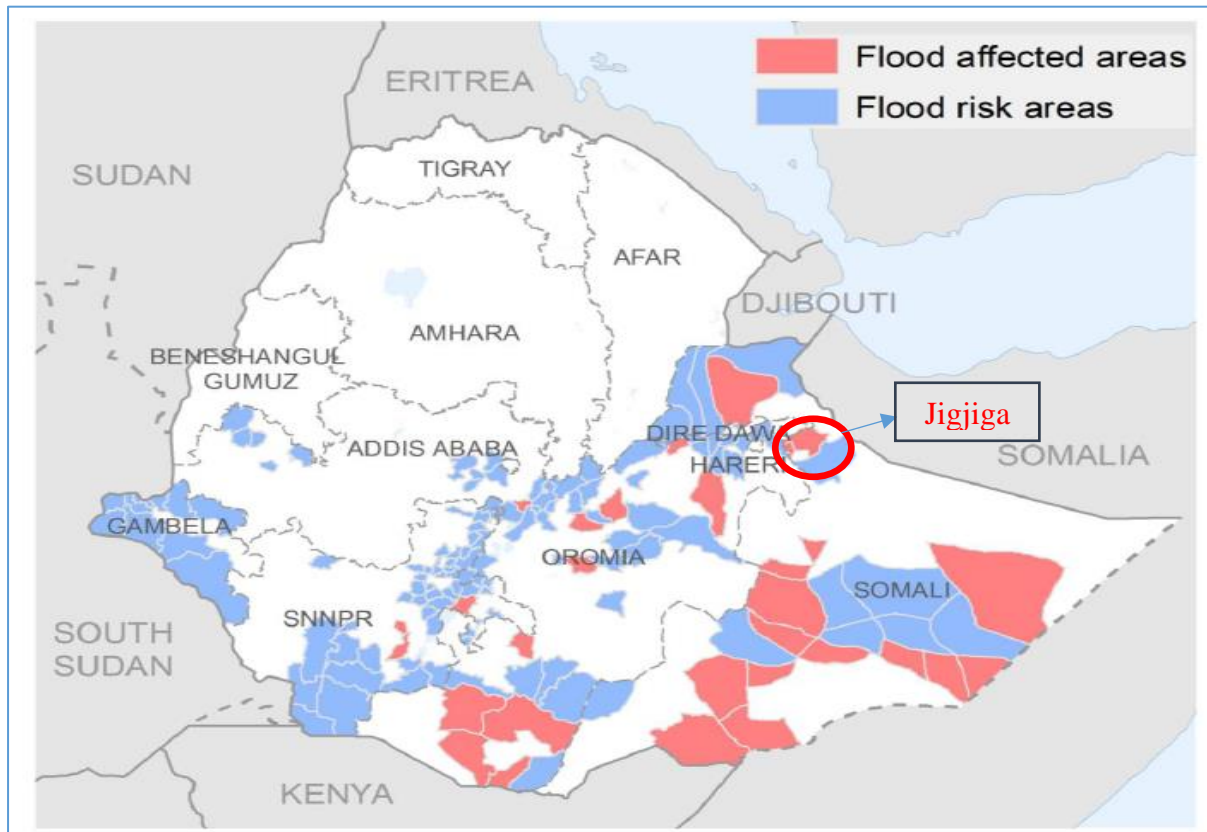 Flood affected areas
Flood risk areas
ERITREA
SUDAN
TIGRAY
AFAR
DJIBOUTI
AMHARA
BENESHANGUL
GUMUZ
Jigjiga
DIRE DAWA
ADDIS ABABA
HARERI
SOMALIA
GAMBELA
OROMIA
SOMALI
SNNPR
SOUTH
SUDAN
KENYA